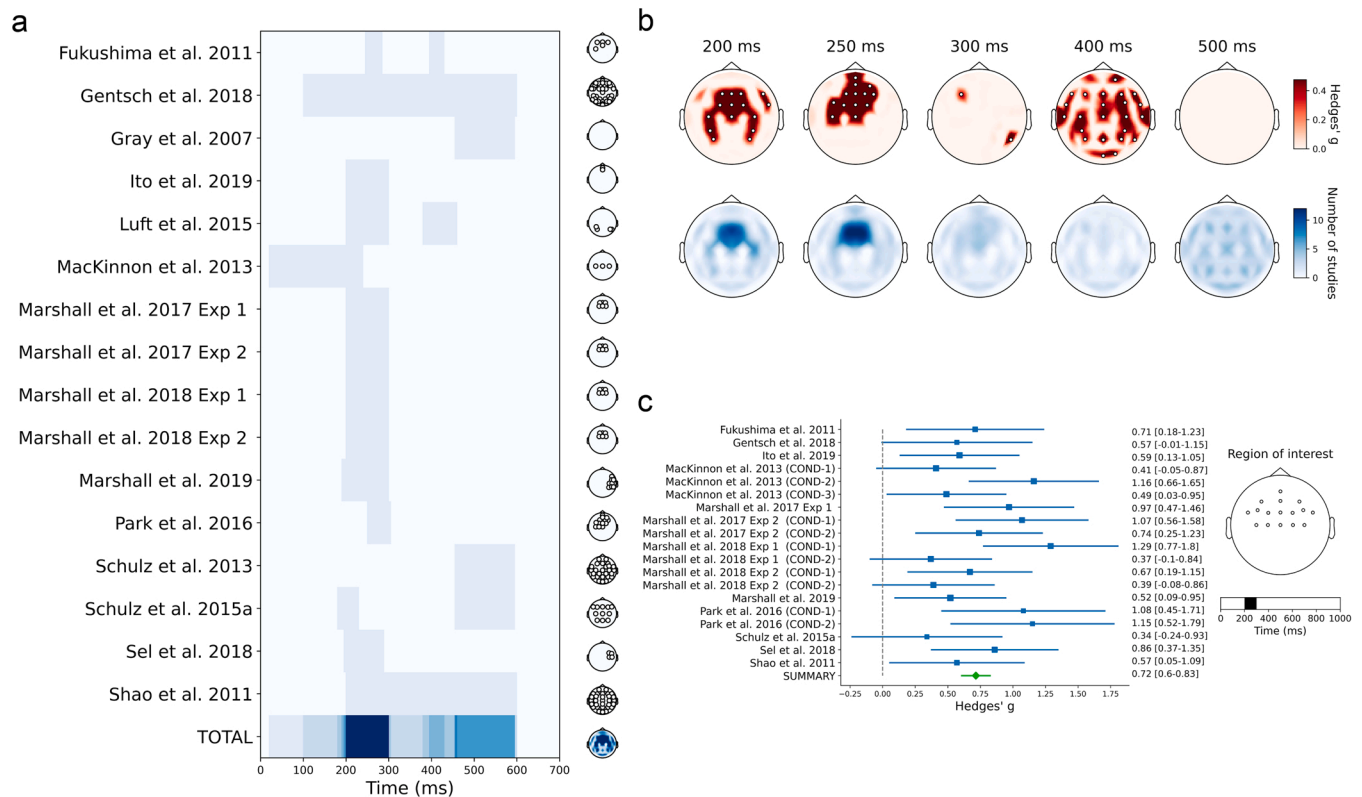 a
Fukushima et al. 2011
Gentsch et al. 2018
Gray et al. 2007
Ito et al. 2019
Luft et al. 2015
MacKinnon et al. 2013
Marshall et al. 2017 Exp 1
Marshall et al. 2017 Exp 2
Marshall et al. 2018 Exp 1
Marshall et al. 2018 Exp 2
Marshall et al. 2019
Park et al. 2016
Schulz et al. 2013
Schulz et al. 2015a
Sel et al. 2018
Shao et al. 2011
TOTAL
0 100 200 300 400 500 600 700
Time (ms)
b
200 ms 250 ms 300 ms 400 ms 500 ms
0.4
0.2
0.0
Hedges' g
10
5
0
Number of studies
c
Fukushima et al. 2011 0.71 [0.18-1.23]
Gentsch et al. 2018 0.57 [-0.01-1.15]
Ito et al. 2019 0.59 [0.13-1.05]
MacKinnon et al. 2013 (COND-1) 0.41 [-0.05-0.87]
MacKinnon et al. 2013 (COND-2) 1.16 [0.66-1.65]
MacKinnon et al. 2013 (COND-3) 0.49 [0.03-0.95]
Marshall et al. 2017 Exp 1 0.97 [0.47-1.46]
Marshall et al. 2017 Exp 2 (COND-1) 1.07 [0.56-1.58]
Marshall et al. 2017 Exp 2 (COND-2) 0.74 [0.25-1.23]
Marshall et al. 2018 Exp 1 (COND-1) 1.29 [0.77-1.8]
Marshall et al. 2018 Exp 1 (COND-2) 0.37 [-0.1-0.84]
Marshall et al. 2018 Exp 2 (COND-1) 0.67 [0.19-1.15]
Marshall et al. 2018 Exp 2 (COND-2) 0.39 [-0.08-0.86]
Marshall et al. 2019 0.52 [0.09-0.95]
Park et al. 2016 (COND-1) 1.08 [0.45-1.71]
Park et al. 2016 (COND-2) 1.15 [0.52-1.79]
Schulz et al. 2015a 0.34 [-0.24-0.93]
Sel et al. 2018 0.86 [0.37-1.35]
Shao et al. 2011 0.57 [0.05-1.09]
SUMMARY 0.72 [0.6-0.83]
−0.25 0.00 0.25 0.50 0.75 1.00 1.25 1.50 1.75
Hedges' g
Region of interest
0 200 400 600 800 1000
Time (ms)